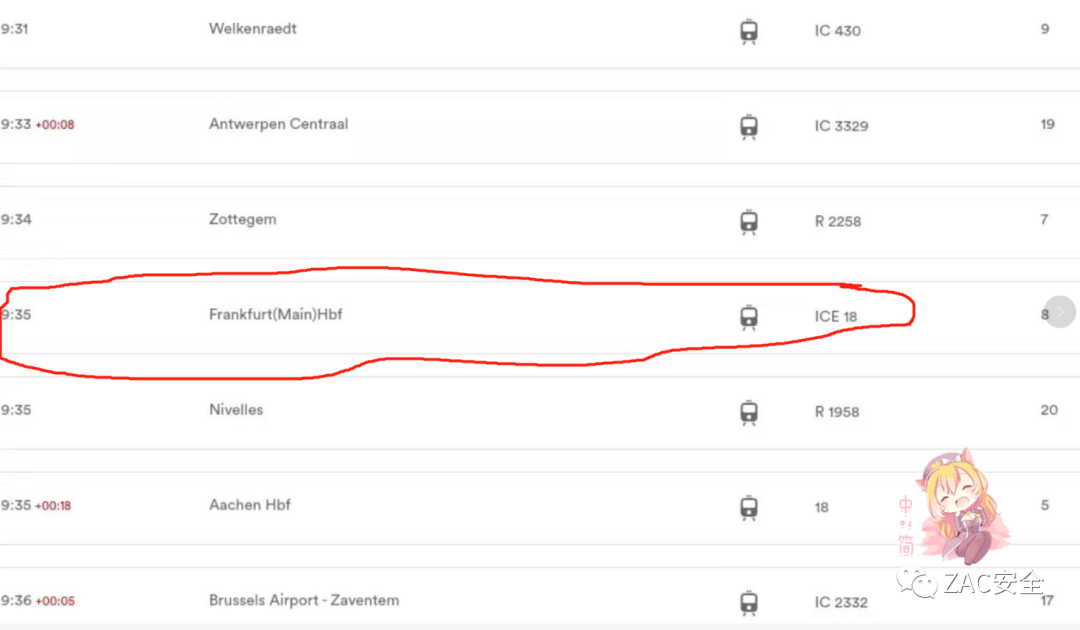 9:31 Welkenraedt IC 430 9
9:33 +00:08 Antwerpen Centraal IC 3329 19
9:34 Zottegem R 2258 7
9:35 Frankfurt(Main)Hbf ICE 18 8
9:35 Nivelles R 1958 20
9:35 +00:18 Aachen Hbf 18 5
9:36 +00:05 Brussels Airport - Zaventem IC 2332 17
ZAC安全